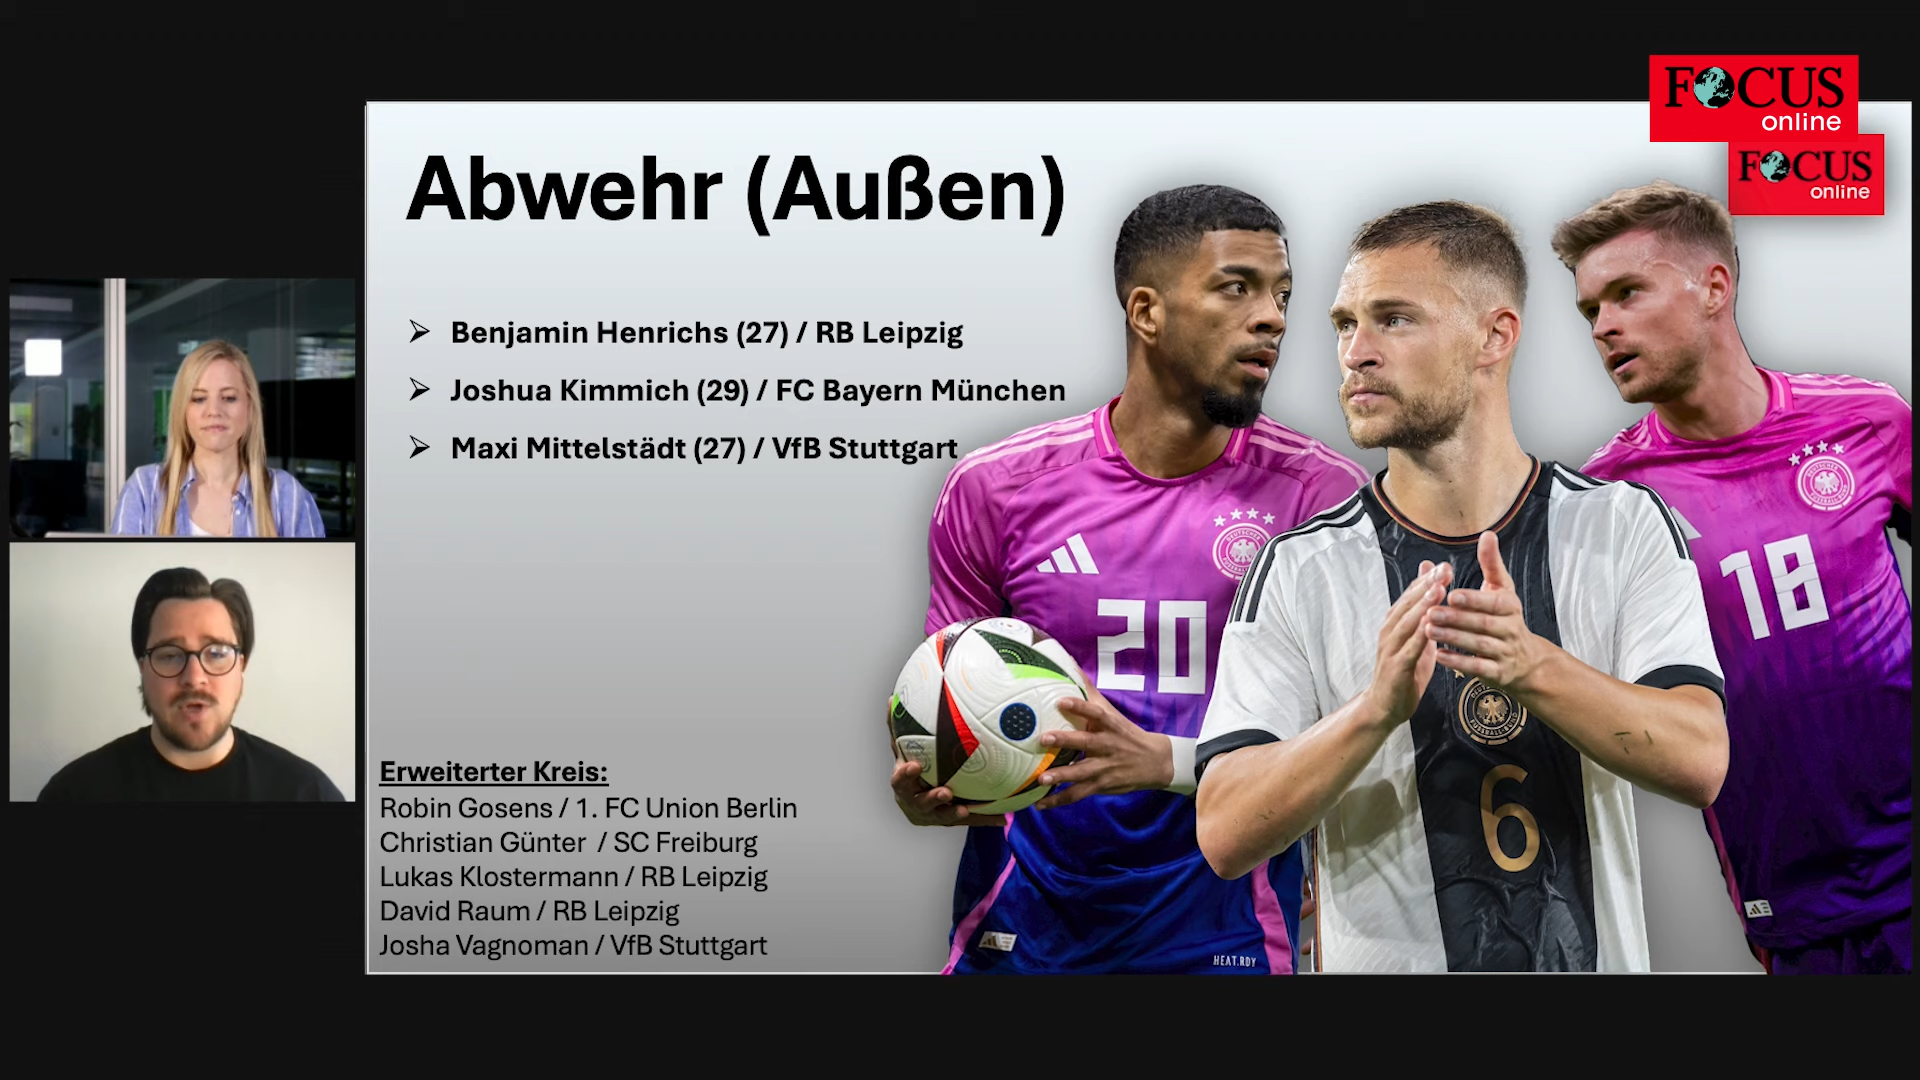 FOCUS
online
FOCUS
online
Abwehr (Außen)
Benjamin Henrichs (27) / RB Leipzig
Joshua Kimmich (29) / FC Bayern München
Maxi Mittelstädt (27) / VfB Stuttgart
20
18
6
HEAT.RDY
Erweiterter Kreis:
Robin Gosens / 1. FC Union Berlin
Christian Günter / SC Freiburg
Lukas Klostermann / RB Leipzig
David Raum / RB Leipzig
Josha Vagnoman / VfB Stuttgart